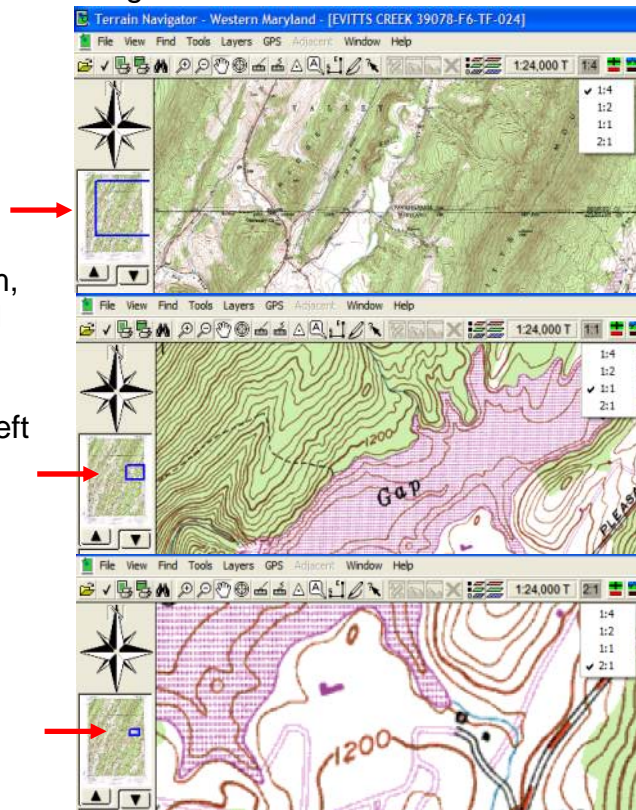 Terrain Navigator - Western Maryland - [EVITTS CREEK 39078-F6-TF-024]
File View Find Tools Layers GPS Adjacent Window Help
1:24,000 T 1:4
1:4
1:2
1:1
2:1
n,
File View Find Tools Layers GPS Adjacent Window Help
1:24,000 T 1:1
1:4
1:2
1:1
2:1
1200
eft
Gap
PLEAS
File View Find Tools Layers GPS Adjacent Window Help
1:24,000 T 2:1
1:4
1:2
1:1
2:1
1200